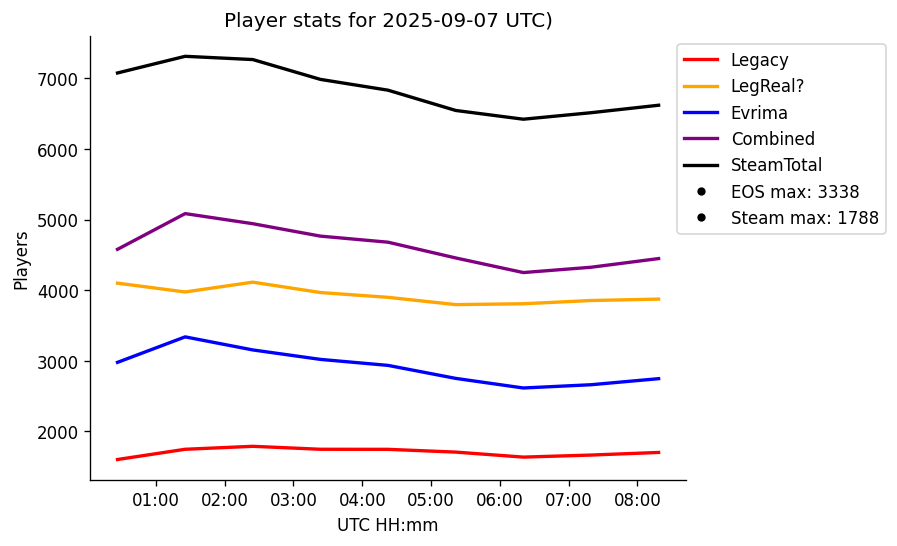 Player stats for 2025-09-07 UTC)
Legacy
LegReal?
Evrima
Combined
SteamTotal
EOS max: 3338
Steam max: 1788
Players
7000
6000
5000
4000
3000
2000
01:00 02:00 03:00 04:00 05:00 06:00 07:00 08:00
UTC HH:mm